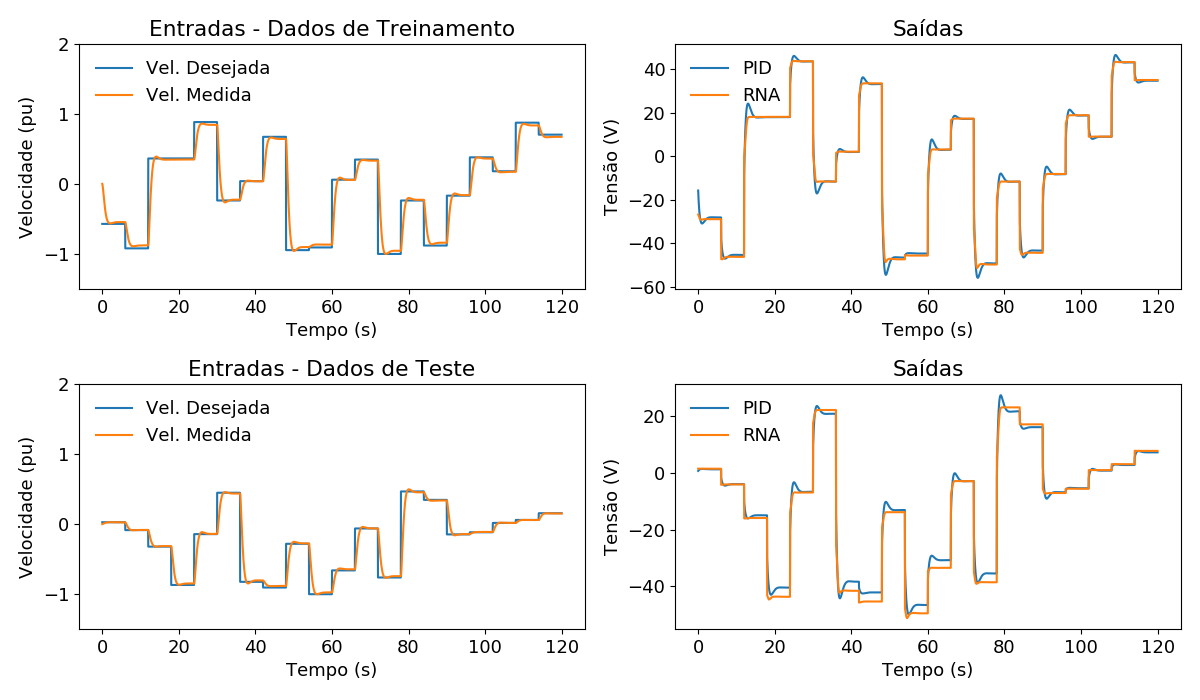 Entradas - Dados de Treinamento
Velocidade (pu)
2
1
0
−1
Vel. Desejada
Vel. Medida
0 20 40 60 80 100 120
Tempo (s)
Saídas
Tensão (V)
40
20
0
−20
−40
−60
PID
RNA
0 20 40 60 80 100 120
Tempo (s)
Entradas - Dados de Teste
Velocidade (pu)
2
1
0
−1
Vel. Desejada
Vel. Medida
0 20 40 60 80 100 120
Tempo (s)
Saídas
Tensão (V)
20
0
−20
−40
PID
RNA
0 20 40 60 80 100 120
Tempo (s)